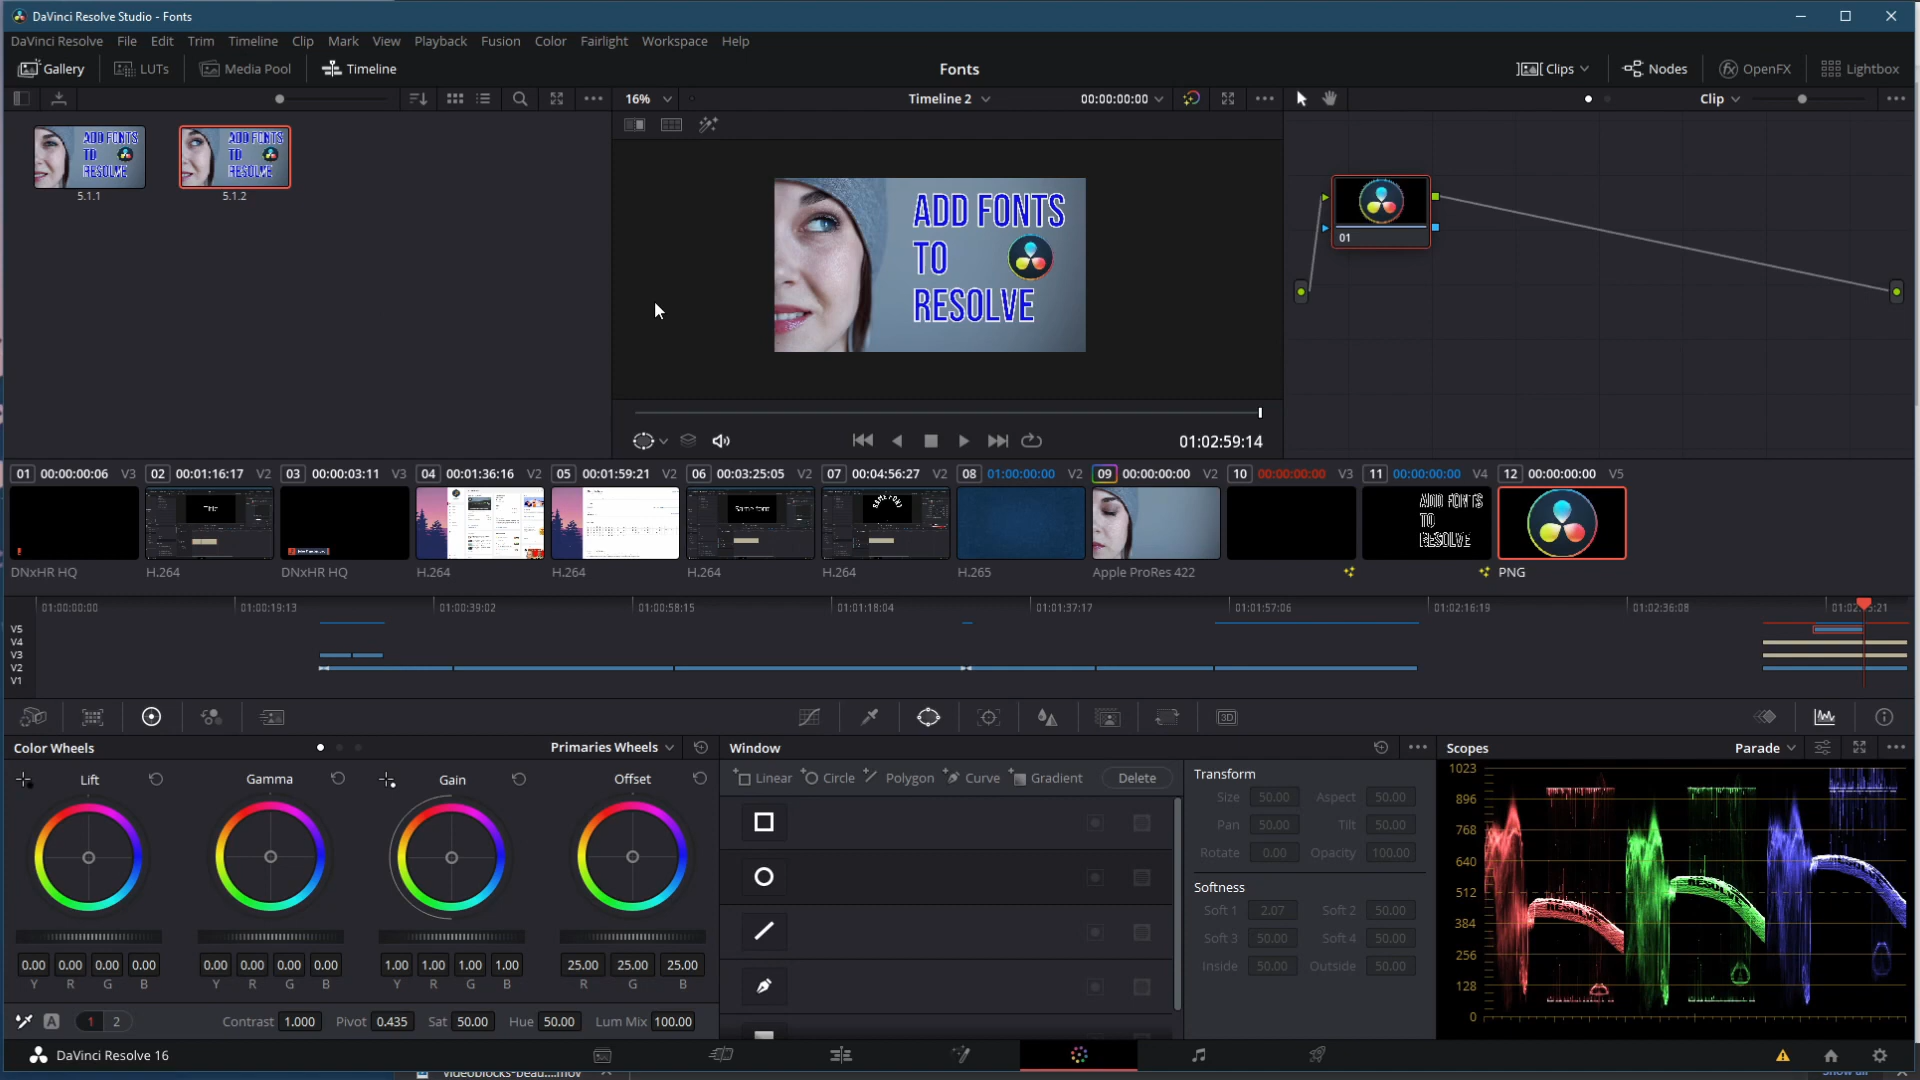 DaVinci Resolve Studio - Fonts
DaVinci Resolve File Edit Trim Timeline Clip Mark View Playback Fusion Color Fairlight Workspace Help
Gallery LUTs Media Pool Timeline Fonts Clips Nodes OpenFX Lightbox
16% Timeline 2 00:00:00:00 Clip
ADD FONTS
TO
RESOLVE
ADD FONTS
TO
RESOLVE
5.1.1 5.1.2
ADD FONTS
TO
RESOLVE
01
01:02:59:14
01 00:00:00:06 V3 02 00:01:16:17 V2 03 00:00:03:11 V3 04 00:01:36:16 V2 05 00:01:59:21 V2 06 00:03:25:05 V2 07 00:04:56:27 V2 08 01:00:00:00 V2 09 00:00:00:00 V2 10 00:00:00:00 V3 11 00:00:00:00 V4 12 00:00:00:00 V5
Title Same font SAME FONT
ADD FONTS
TO
RESOLVE
DNxHR HQ H.264 DNxHR HQ H.264 H.264 H.264 H.264 H.265 Apple ProRes 422 PNG
01:00:00:00 01:00:19:13 01:00:39:02 01:00:58:15 01:01:18:04 01:01:37:17 01:01:57:06 01:02:16:19 01:02:36:08
V5
V4
V3
V2
V1
3D
Color Wheels Primaries Wheels Window Scopes Parade
Lift Gamma Gain Offset
Linear Circle Polygon Curve Gradient Delete
Transform
Size 50.00 Aspect 50.00
Pan 50.00 Tilt 50.00
Rotate 0.00 Opacity 100.00
Softness
Soft 1 2.07 Soft 2 50.00
Soft 3 50.00 Soft 4 50.00
Inside 50.00 Outside 50.00
1023
896
768
640
512
384
256
128
0
0.00 0.00 0.00 0.00 0.00 0.00 0.00 0.00 1.00 1.00 1.00 1.00 25.00 25.00 25.00
Y R G B Y R G B Y R G B R G B
A 1 2 Contrast 1.000 Pivot 0.435 Sat 50.00 Hue 50.00 Lum Mix 100.00
DaVinci Resolve 16
videoblocks-beau....mov
Show all